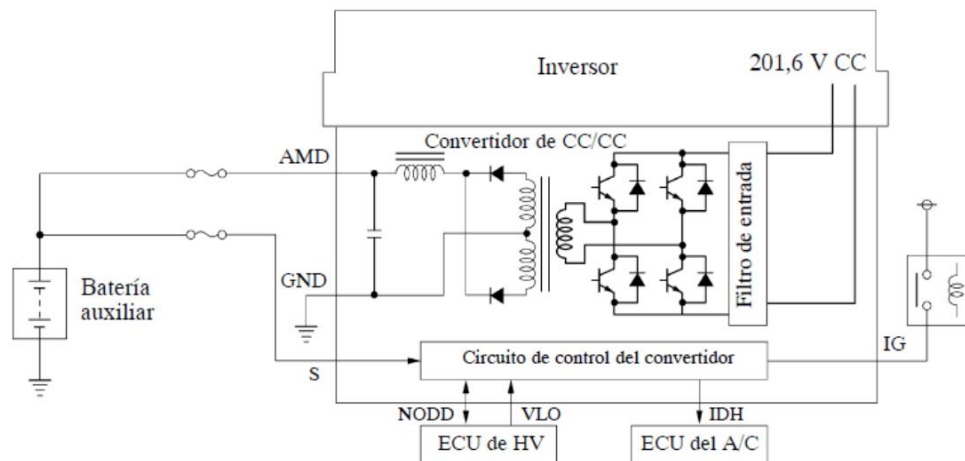 Inversor
201,6 V CC
Convertidor de CC/CC
AMD
GND
Filtro de entrada
Batería
auxiliar
S
Circuito de control del convertidor
IG
NODD
VLO
IDH
ECU de HV
ECU del A/C